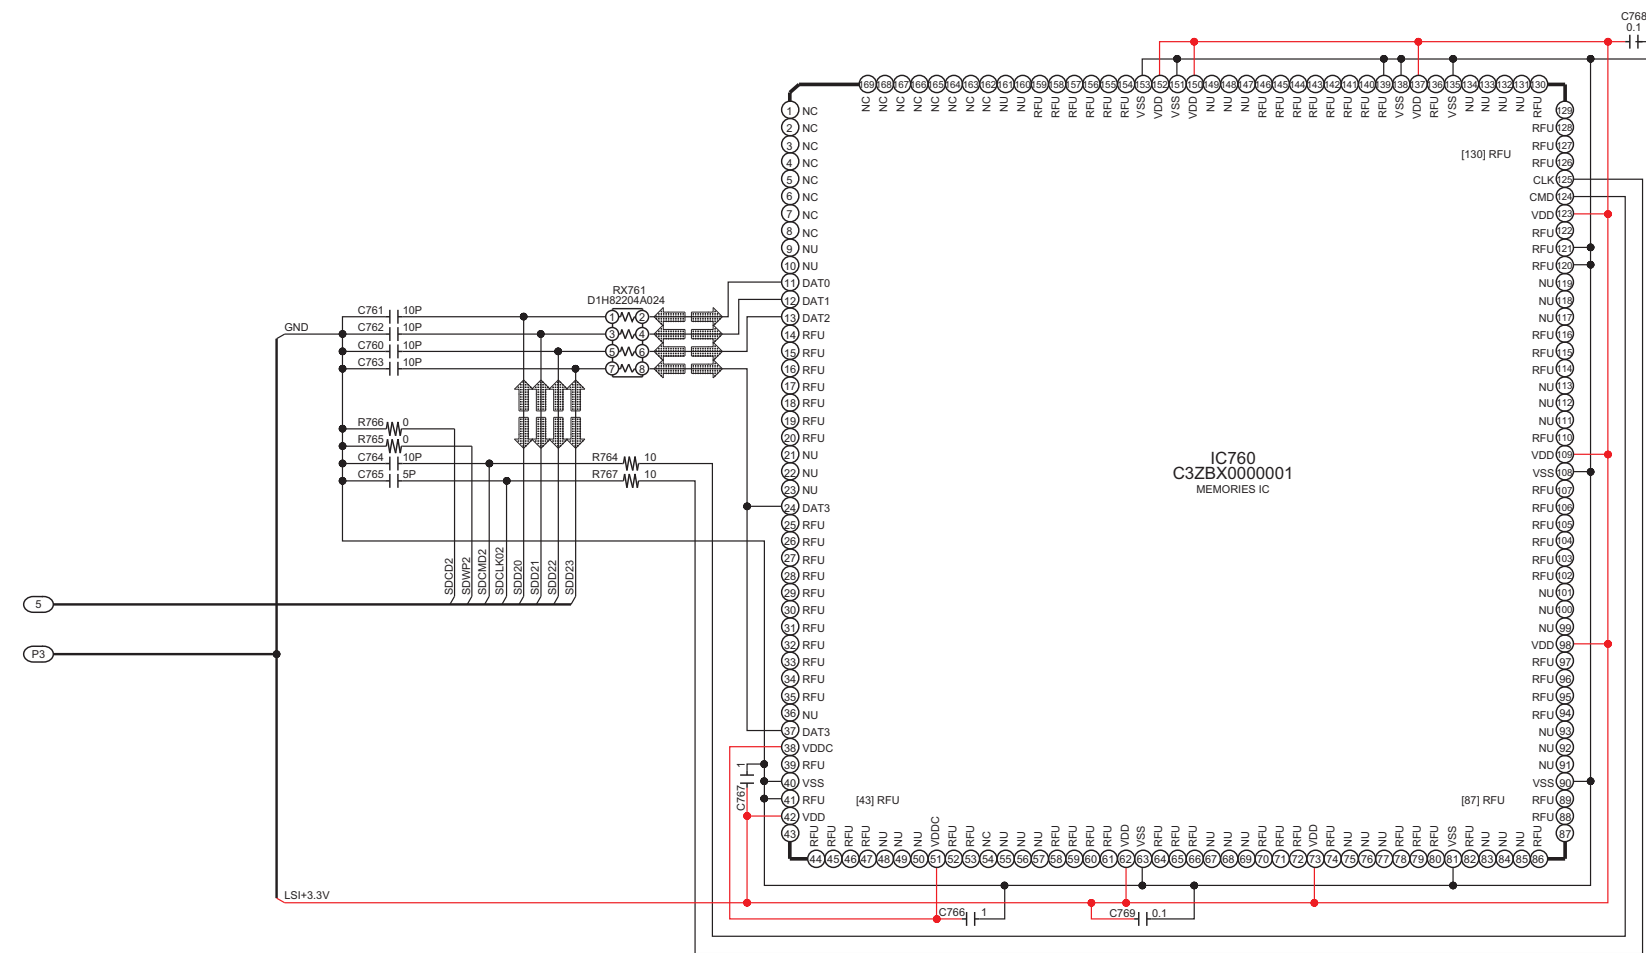 C768
0.1
169 168 167 166 165 164 163 162 161 160 159 158 157 156 155 154 153 152 151 150 149 148 147 146 145 144 143 142 141 140 139 138 137 136 135 134 133 132 131 130
NC NC NC NC NC NC NC NC NU NU RFU RFU RFU RFU RFU RFU VSS VDD VSS VDD NU NU NU RFU RFU RFU RFU RFU RFU RFU RFU VSS VDD RFU VSS NU NU NU NU RFU
1 NC
2 NC
3 NC
4 NC
5 NC
6 NC
7 NC
8 NC
9 NU
10 NU
11 DAT0
12 DAT1
13 DAT2
14 RFU
15 RFU
16 RFU
17 RFU
18 RFU
19 RFU
20 RFU
21 NU
22 NU
23 NU
24 DAT3
25 RFU
26 RFU
27 RFU
28 RFU
29 RFU
30 RFU
31 RFU
32 RFU
33 RFU
34 RFU
35 RFU
36 NU
37 DAT3
38 VDDC
39 RFU
40 VSS
41 RFU
42 VDD
43
[130] RFU
129
RFU 128
RFU 127
RFU 126
CLK 125
CMD 124
VDD 123
RFU 122
RFU 121
RFU 120
NU 119
NU 118
NU 117
RFU 116
RFU 115
RFU 114
NU 113
NU 112
NU 111
RFU 110
VDD 109
VSS 108
RFU 107
RFU 106
RFU 105
RFU 104
RFU 103
RFU 102
NU 101
NU 100
NU 99
VDD 98
RFU 97
RFU 96
RFU 95
RFU 94
NU 93
NU 92
NU 91
VSS 90
RFU 89
RFU 88
87
IC760
C3ZBX0000001
MEMORIES IC
[43] RFU
[87] RFU
RFU RFU RFU RFU NU NU NU VDDC RFU RFU NC NU NU NU RFU RFU RFU RFU VDD VSS RFU RFU RFU NU NU NU RFU RFU RFU VDD RFU NU NU NU RFU RFU RFU VSS RFU NU NU NU RFU
44 45 46 47 48 49 50 51 52 53 54 55 56 57 58 59 60 61 62 63 64 65 66 67 68 69 70 71 72 73 74 75 76 77 78 79 80 81 82 83 84 85 86
RX761
D1H82204A024
1 2
3 4
5 6
7 8
GND
C761 10P
C762 10P
C760 10P
C763 10P
R766 0
R765 0
C764 10P
C765 5P
R764 10
R767 10
SDCD2
SDWP2
SDCMD2
SDCLK02
SDD20
SDD21
SDD22
SDD23
5
P3
LSI+3.3V
C767 1
C766 1
C769 0.1